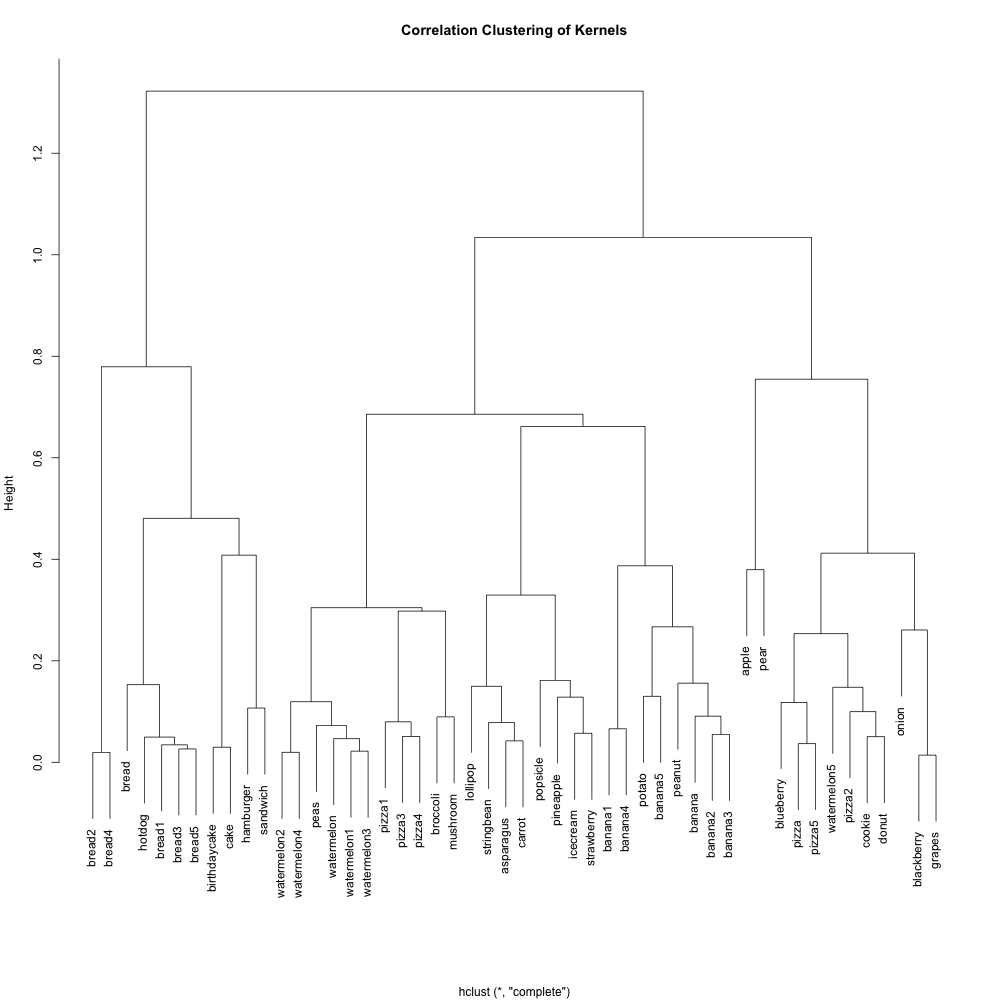 Correlation Clustering of Kernels
Height
1.2
1.0
0.8
0.6
0.4
0.2
0.0
bread2
bread4
bread
hotdog
bread1
bread3
bread5
birthdaycake
cake
hamburger
sandwich
watermelon2
watermelon4
peas
watermelon
watermelon1
watermelon3
pizza1
pizza3
pizza4
broccoli
mushroom
lollipop
stringbean
asparagus
carrot
popsicle
pineapple
icecream
strawberry
banana1
banana4
potato
banana5
peanut
banana
banana2
banana3
apple
pear
blueberry
pizza
pizza5
watermelon5
pizza2
cookie
donut
onion
blackberry
grapes
hclust (*, "complete")